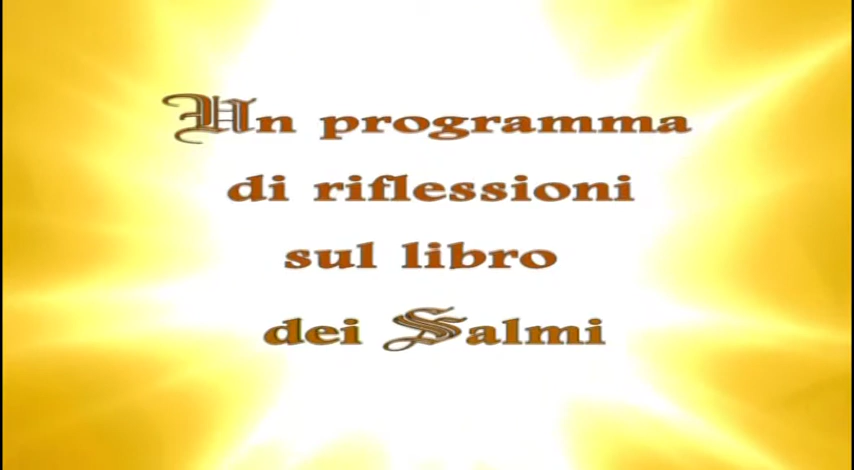 Un programma
di riflessioni
sul libro
dei Salmi